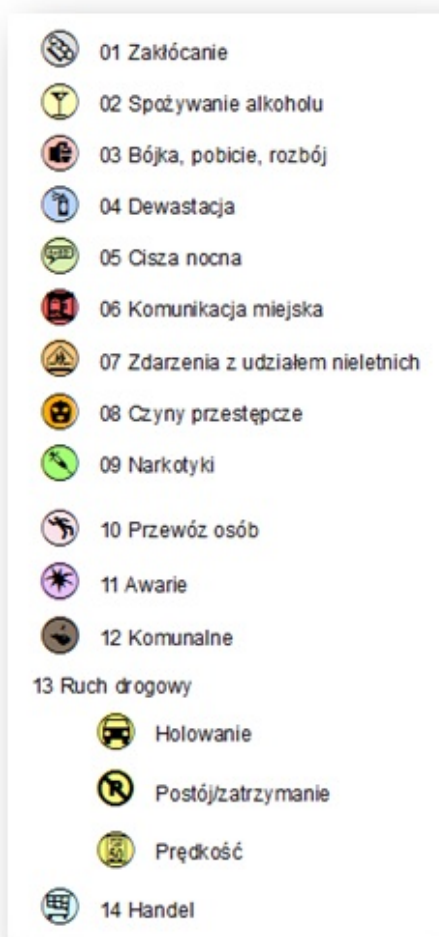 01 Zakłócanie
02 Spożywanie alkoholu
03 Bójka, pobicie, rozbój
04 Dewastacja
05 Cisza nocna
06 Komunikacja miejska
07 Zdarzenia z udziałem nieletnich
08 Czyny przestępcze
09 Narkotyki
10 Przewóz osób
11 Awarie
12 Komunalne
13 Ruch drogowy
Holowanie
Postój/zatrzymanie
Prędkość
14 Handel